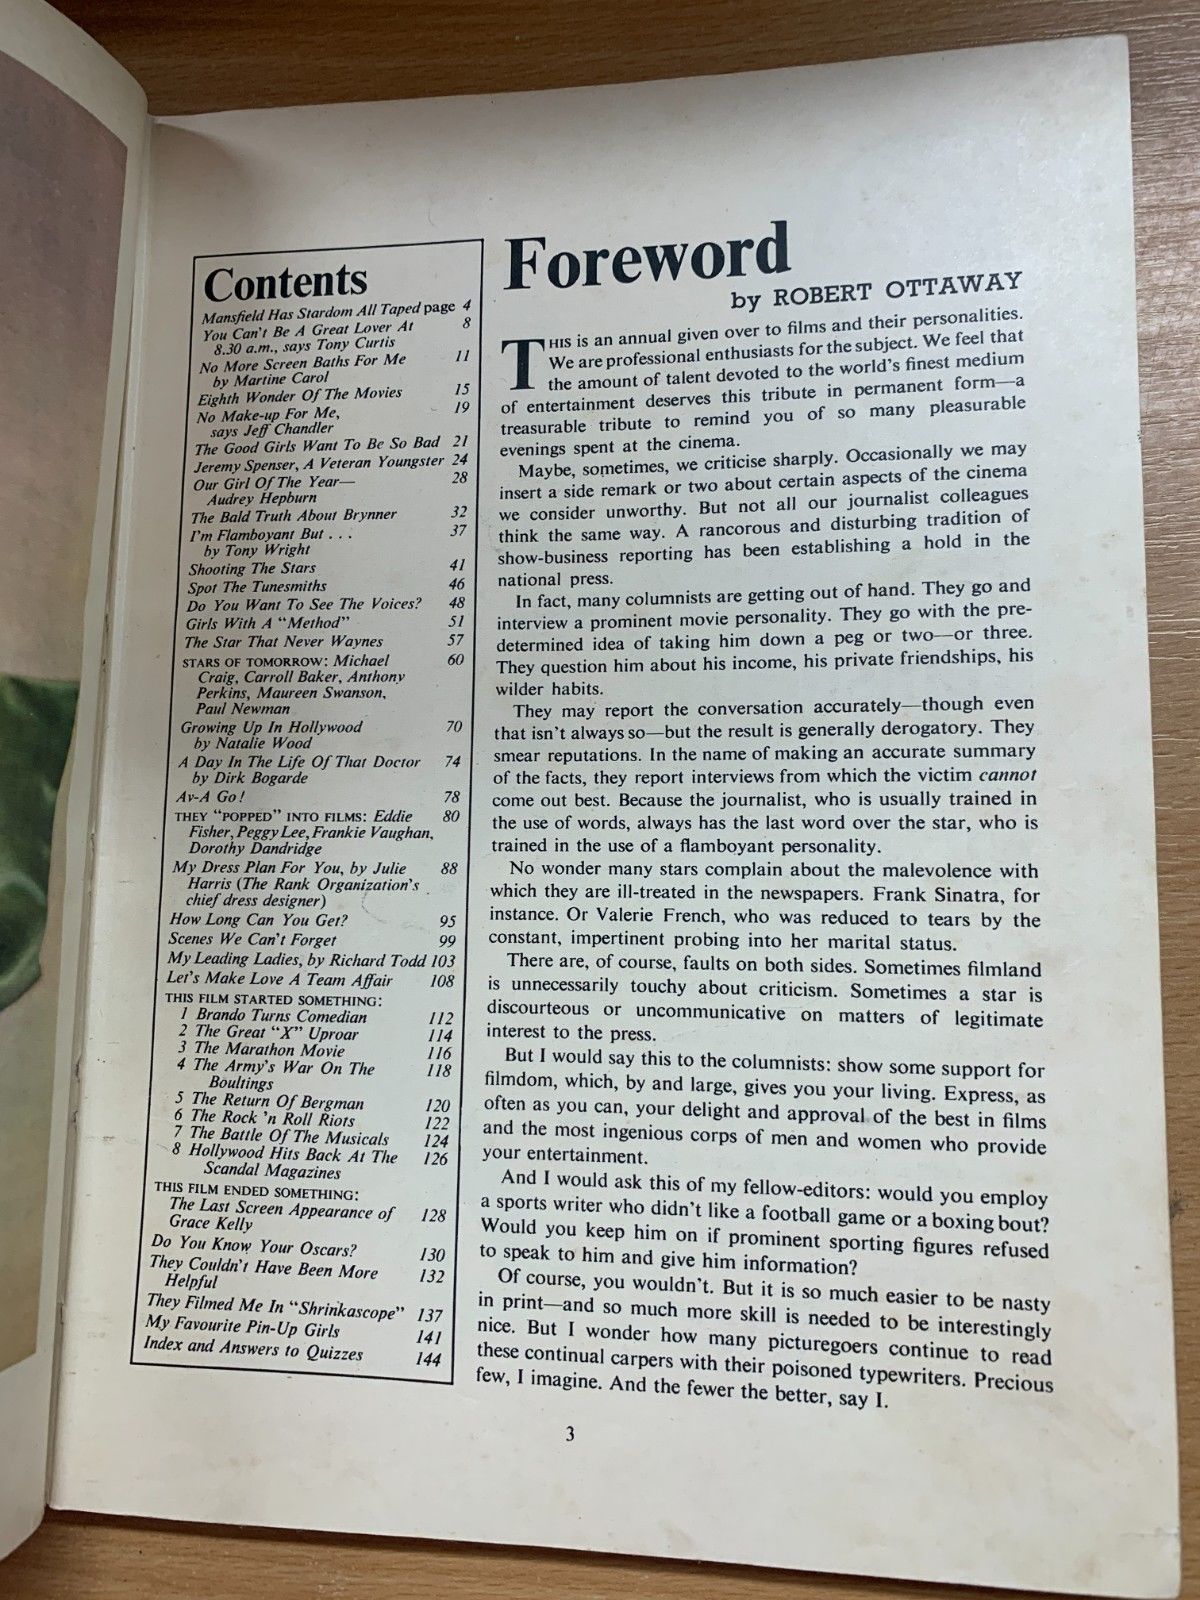 Contents
Mansfield Has Stardom All Taped page 4
You Can't Be A Great Lover At 8
8.30 a.m., says Tony Curtis
No More Screen Baths For Me 11
by Martine Carol
Eighth Wonder Of The Movies 15
No Make-up For Me, 19
says Jeff Chandler
The Good Girls Want To Be So Bad 21
Jeremy Spenser, A Veteran Youngster 24
Our Girl Of The Year— 28
Audrey Hepburn
The Bald Truth About Brynner 32
I'm Flamboyant But . . . 37
by Tony Wright
Shooting The Stars 41
Spot The Tunesmiths 46
Do You Want To See The Voices? 48
Girls With A "Method" 51
The Star That Never Waynes 57
STARS OF TOMORROW: Michael 60
Craig, Carroll Baker, Anthony
Perkins, Maureen Swanson,
Paul Newman
Growing Up In Hollywood 70
by Natalie Wood
A Day In The Life Of That Doctor 74
by Dirk Bogarde
Av-A Go! 78
THEY "POPPED" INTO FILMS: Eddie 80
Fisher, Peggy Lee, Frankie Vaughan,
Dorothy Dandridge
My Dress Plan For You, by Julie 88
Harris (The Rank Organization's
chief dress designer)
How Long Can You Get? 95
Scenes We Can't Forget 99
My Leading Ladies, by Richard Todd 103
Let's Make Love A Team Affair 108
THIS FILM STARTED SOMETHING:
1 Brando Turns Comedian 112
2 The Great "X" Uproar 114
3 The Marathon Movie 116
4 The Army's War On The 118
Boultings
5 The Return Of Bergman 120
6 The Rock 'n Roll Riots 122
7 The Battle Of The Musicals 124
8 Hollywood Hits Back At The 126
Scandal Magazines
THIS FILM ENDED SOMETHING:
The Last Screen Appearance of 128
Grace Kelly
Do You Know Your Oscars? 130
They Couldn't Have Been More 132
Helpful
They Filmed Me In "Shrinkascope" 137
My Favourite Pin-Up Girls 141
Index and Answers to Quizzes 144
Foreword
by ROBERT OTTAWAY
THIS is an annual given over to films and their personalities.
We are professional enthusiasts for the subject. We feel that
the amount of talent devoted to the world's finest medium
of entertainment deserves this tribute in permanent form—a
treasurable tribute to remind you of so many pleasurable
evenings spent at the cinema.
Maybe, sometimes, we criticise sharply. Occasionally we may
insert a side remark or two about certain aspects of the cinema
we consider unworthy. But not all our journalist colleagues
think the same way. A rancorous and disturbing tradition of
show-business reporting has been establishing a hold in the
national press.
In fact, many columnists are getting out of hand. They go and
interview a prominent movie personality. They go with the pre-
determined idea of taking him down a peg or two—or three.
They question him about his income, his private friendships, his
wilder habits.
They may report the conversation accurately—though even
that isn't always so—but the result is generally derogatory. They
smear reputations. In the name of making an accurate summary
of the facts, they report interviews from which the victim cannot
come out best. Because the journalist, who is usually trained in
the use of words, always has the last word over the star, who is
trained in the use of a flamboyant personality.
No wonder many stars complain about the malevolence with
which they are ill-treated in the newspapers. Frank Sinatra, for
instance. Or Valerie French, who was reduced to tears by the
constant, impertinent probing into her marital status.
There are, of course, faults on both sides. Sometimes filmland
is unnecessarily touchy about criticism. Sometimes a star is
discourteous or uncommunicative on matters of legitimate
interest to the press.
But I would say this to the columnists: show some support for
filmdom, which, by and large, gives you your living. Express, as
often as you can, your delight and approval of the best in films
and the most ingenious corps of men and women who provide
your entertainment.
And I would ask this of my fellow-editors: would you employ
a sports writer who didn't like a football game or a boxing bout?
Would you keep him on if prominent sporting figures refused
to speak to him and give him information?
Of course, you wouldn't. But it is so much easier to be nasty
in print—and so much more skill is needed to be interestingly
nice. But I wonder how many picturegoers continue to read
these continual carpers with their poisoned typewriters. Precious
few, I imagine. And the fewer the better, say I.
3